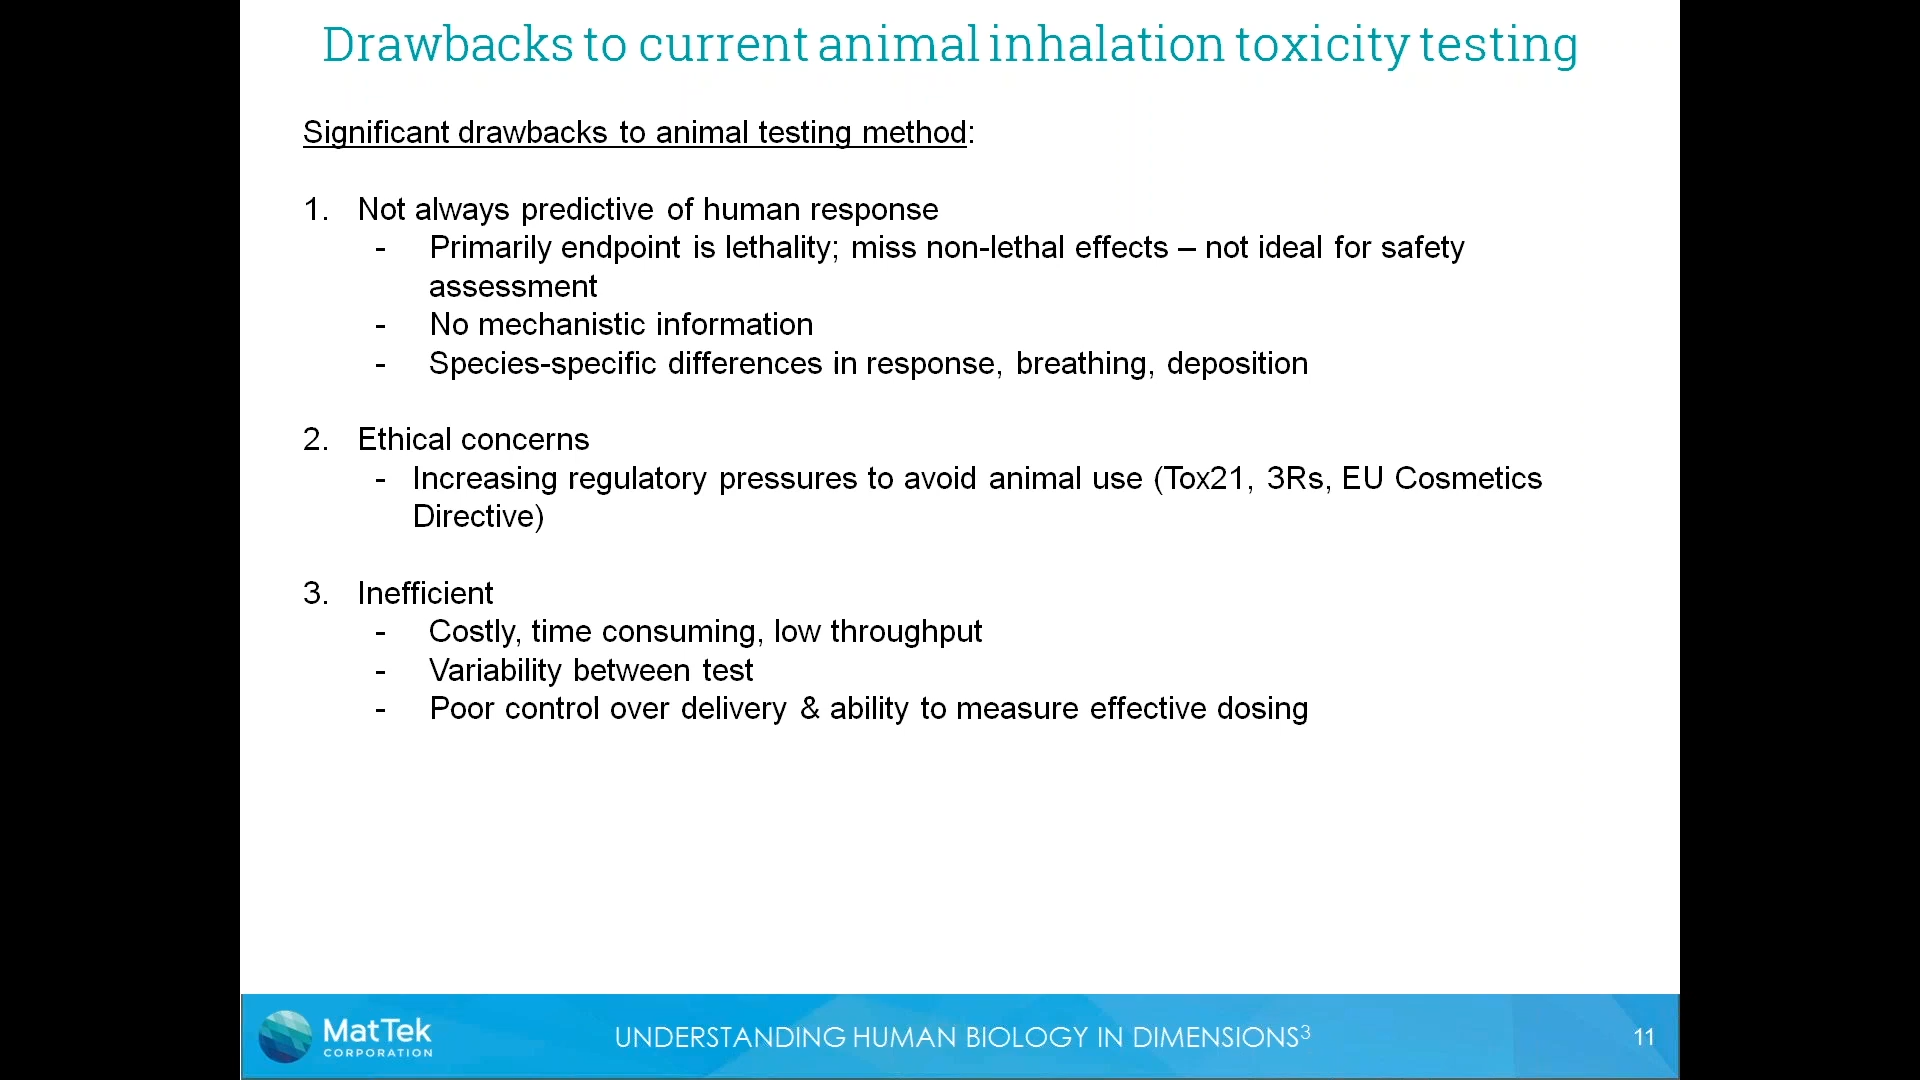 Drawbacks to current animal inhalation toxicity testing
Significant drawbacks to animal testing method:
1. Not always predictive of human response
- Primarily endpoint is lethality; miss non-lethal effects – not ideal for safety
assessment
- No mechanistic information
- Species-specific differences in response, breathing, deposition
2. Ethical concerns
- Increasing regulatory pressures to avoid animal use (Tox21, 3Rs, EU Cosmetics
Directive)
3. Inefficient
- Costly, time consuming, low throughput
- Variability between test
- Poor control over delivery & ability to measure effective dosing
MatTek
CORPORATION
UNDERSTANDING HUMAN BIOLOGY IN DIMENSIONS³
11